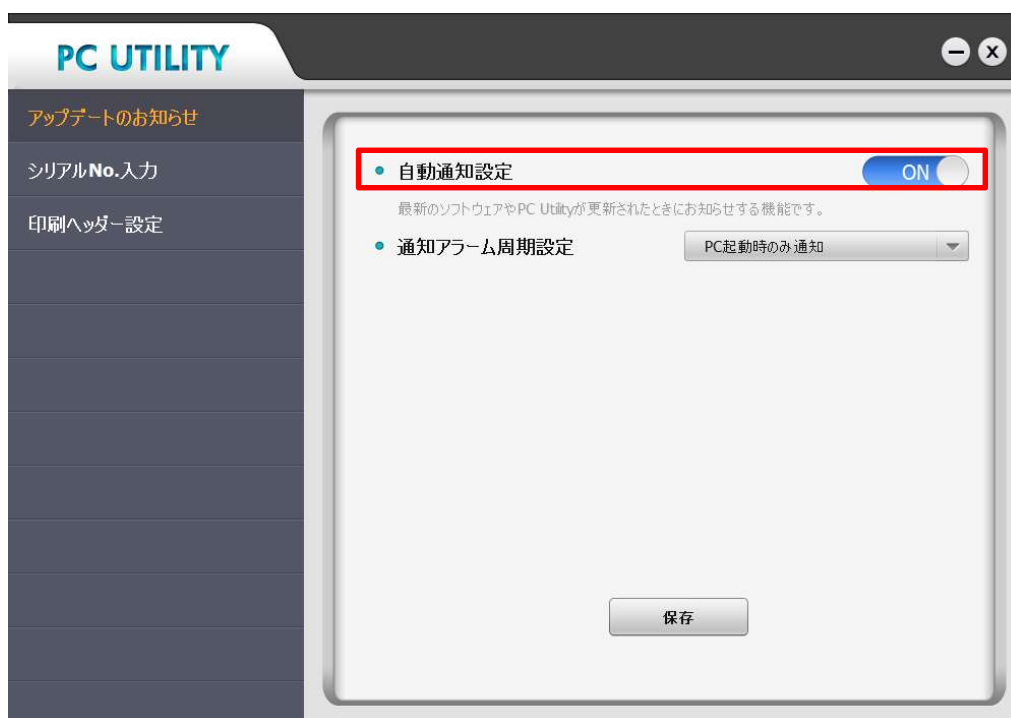 PC UTILITY
アップデートのお知らせ
シリアルNo.入力
印刷ヘッダー設定
自動通知設定
ON
最新のソフトウェアやPC Utilityが更新されたときにお知らせする機能です。
通知アラーム周期設定
PC起動時のみ通知
保存